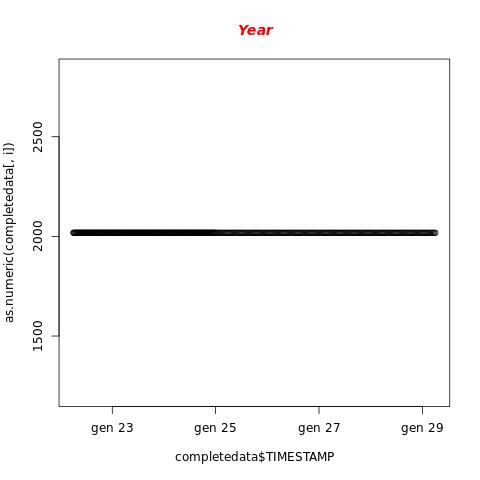 Year
as.numeric(completedata[, i])
2500
2000
1500
gen 23
gen 25
gen 27
gen 29
completedata$TIMESTAMP